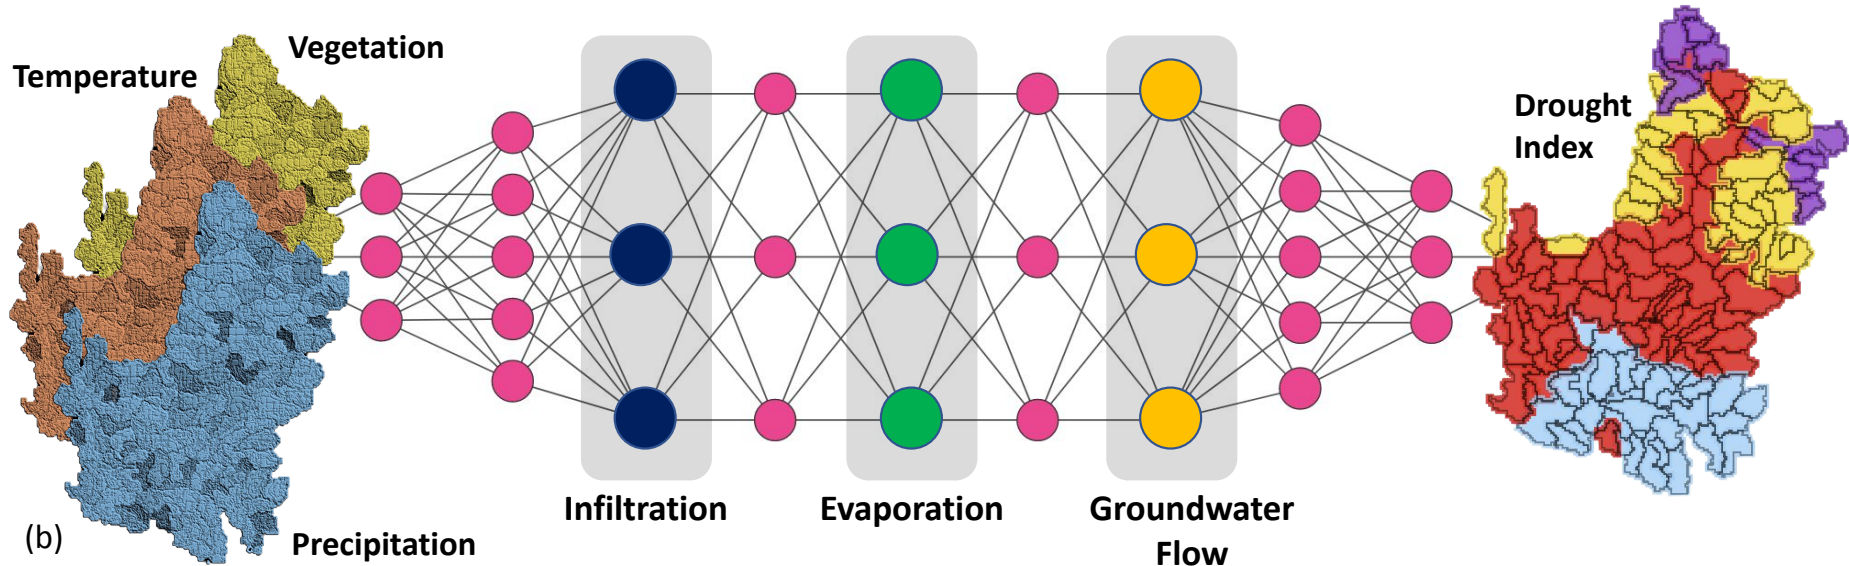 Vegetation
Temperature
Drought
Index
Infiltration
Evaporation
Groundwater
Flow
Precipitation
(b)